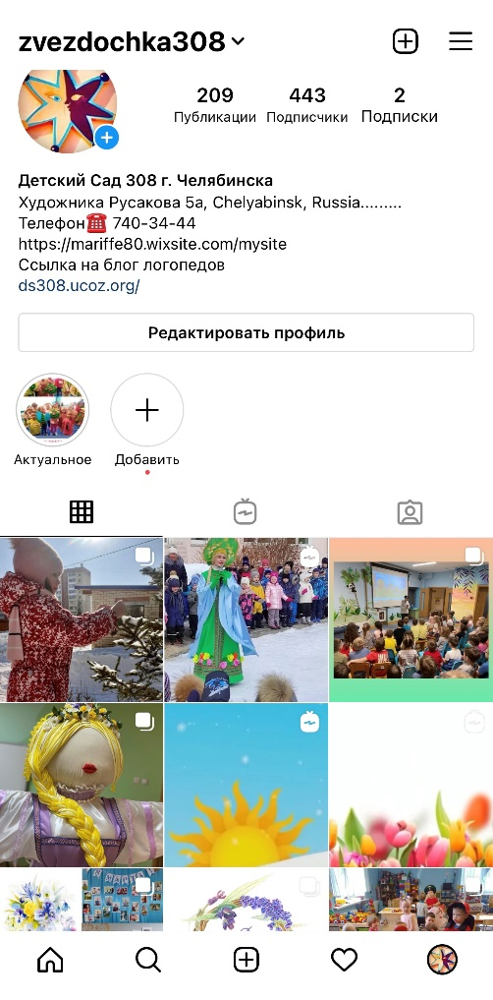 zvezdochka308
209
443
2
Публикации
Подписчики
Подписки
Детский Сад 308 г. Челябинска
Художника Русакова 5а, Chelyabinsk, Russia.........
Телефон☎️ 740-34-44
https://mariffe80.wixsite.com/mysite
Ссылка на блог логопедов
ds308.ucoz.org/
Редактировать профиль
Актуальное
Добавить